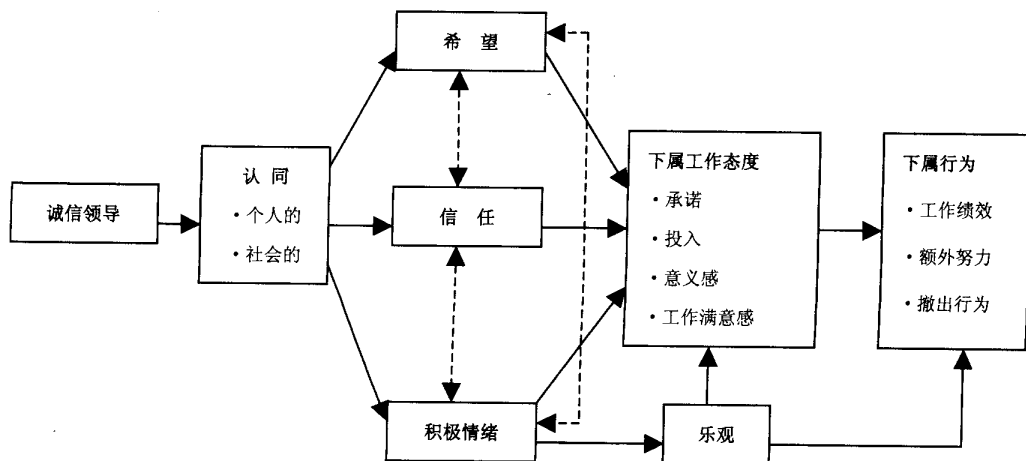 希 望
诚信领导
认 同
・个人的
・社会的
信 任
积极情绪
下属工作态度
・承诺
・投入
・意义感
・工作满意感
乐观
下属行为
・工作绩效
・额外努力
・撤出行为